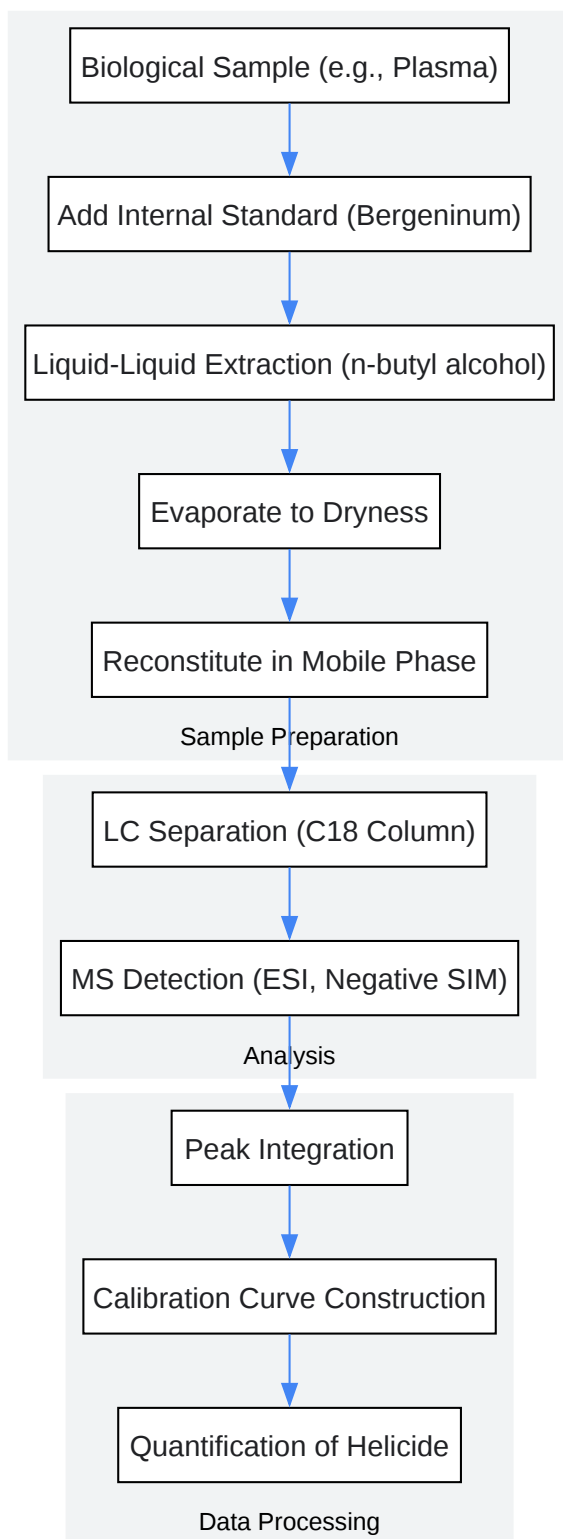 Biological Sample (e.g., Plasma)
Add Internal Standard (Bergeninum)
Liquid-Liquid Extraction (n-butyl alcohol)
Evaporate to Dryness
Reconstitute in Mobile Phase
Sample Preparation
LC Separation (C18 Column)
MS Detection (ESI, Negative SIM)
Analysis
Peak Integration
Calibration Curve Construction
Quantification of Helicide
Data Processing